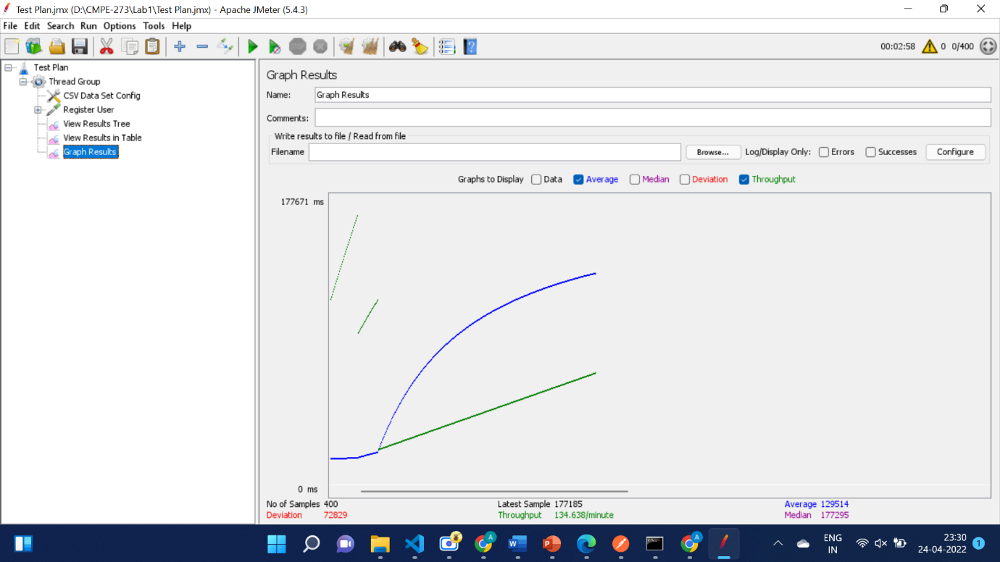 Test Plan.jmx (D:\CMPE-273\Lab1\Test Plan.jmx) - Apache JMeter (5.4.3)
File Edit Search Run Options Tools Help
STOP 00:02:58 0 0/400
Test Plan
Thread Group
CSV Data Set Config
Register User
View Results Tree
View Results in Table
Graph Results
Graph Results
Name: Graph Results
Comments:
Write results to file / Read from file
Filename Browse... Log/Display Only: Errors Successes Configure
Graphs to Display Data Average Median Deviation Throughput
177671 ms
0 ms
No of Samples 400 Latest Sample 177185 Average 129514
Deviation 72829 Throughput 134.638/minute Median 177295
A A
ENG
IN
23:30
24-04-2022
1